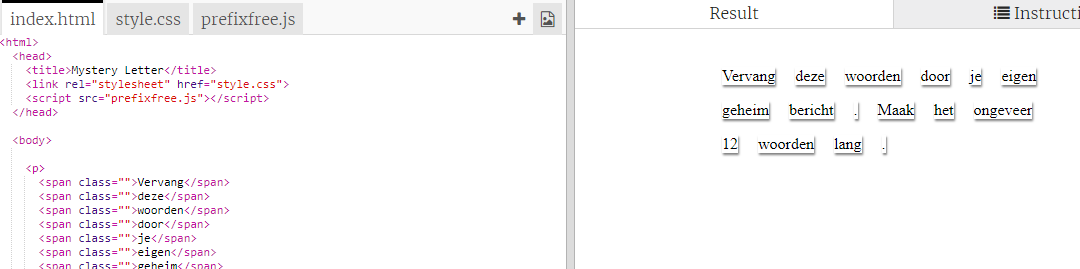 index.html style.css prefixfree.js
Result Instructi
<html>
<head>
<title>Mystery Letter</title>
<link rel="stylesheet" href="style.css">
<script src="prefixfree.js"></script>
</head>
<body>
<p>
<span class="">Vervang</span>
<span class="">deze</span>
<span class="">woorden</span>
<span class="">door</span>
<span class="">je</span>
<span class="">eigen</span>
<span class="">geheim</span>
Vervang deze woorden door je eigen
geheim bericht . Maak het ongeveer
12 woorden lang .